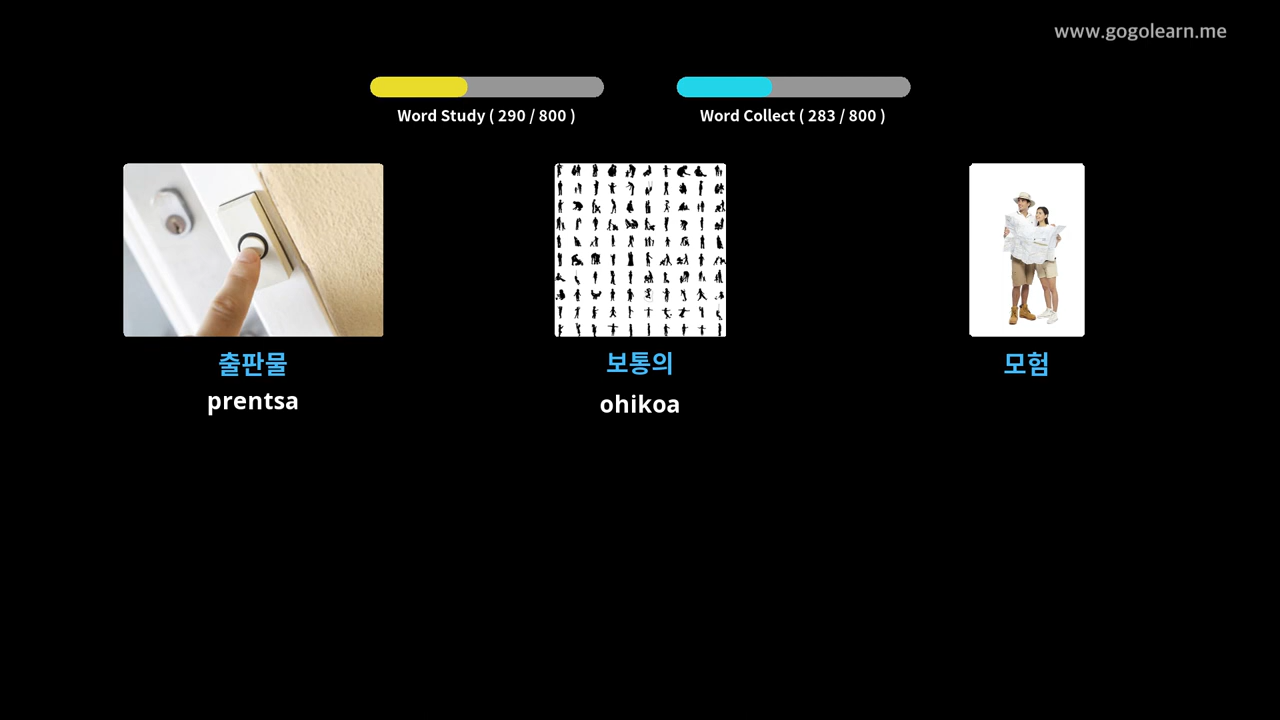 www.gogolearn.me
Word Study ( 290 / 800 )
Word Collect ( 283 / 800 )
출판물
prentsa
보통의
ohikoa
모험